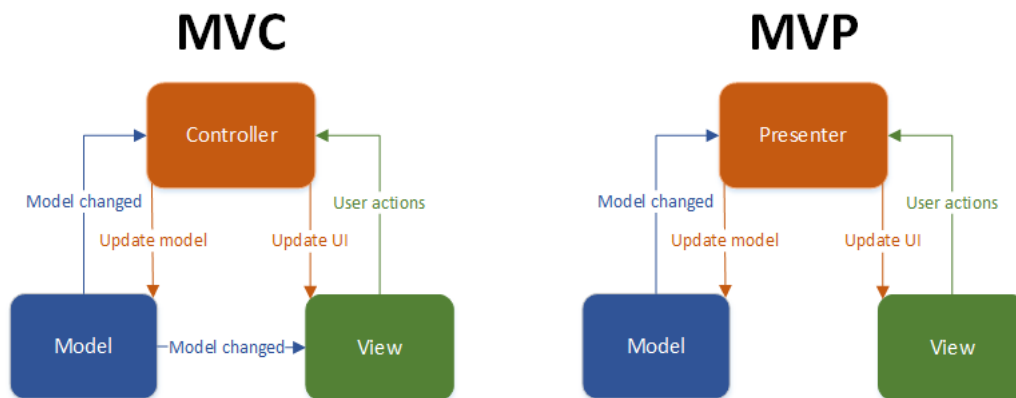 MVC
MVP
Controller
Model changed
User actions
Update model
Update UI
Model
Model changed
View
Presenter
Model changed
User actions
Update model
Update UI
Model
View